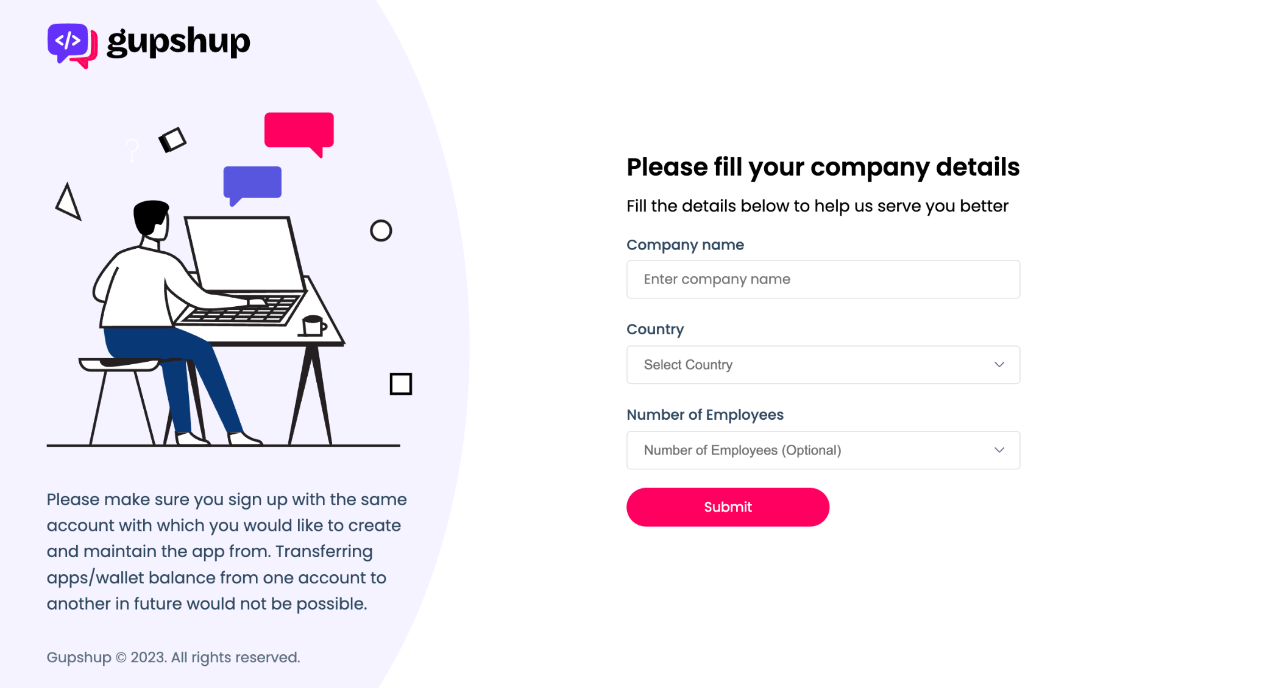 </> gupshup
?
Please make sure you sign up with the same
account with which you would like to create
and maintain the app from. Transferring
apps/wallet balance from one account to
another in future would not be possible.
Gupshup © 2023. All rights reserved.
Please fill your company details
Fill the details below to help us serve you better
Company name
Enter company name
Country
Select Country
Number of Employees
Number of Employees (Optional)
Submit